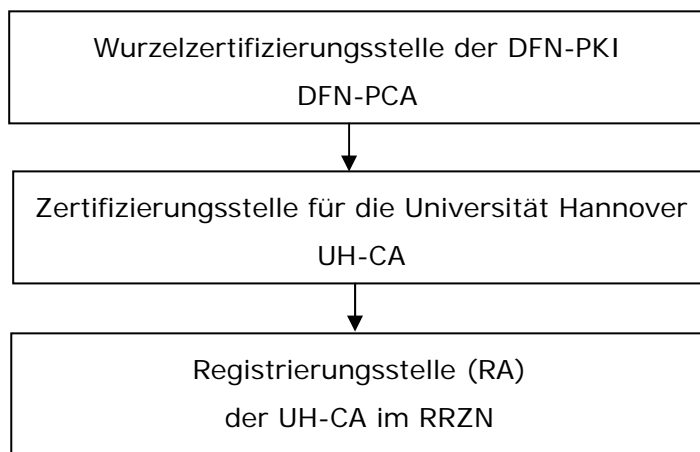 Wurzelzertifizierungsstelle der DFN-PKI
DFN-PCA
Zertifizierungsstelle für die Universität Hannover
UH-CA
Registrierungsstelle (RA)
der UH-CA im RRZN